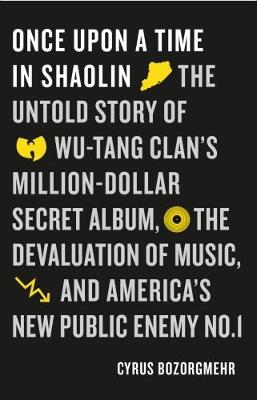 ONCE UPON A TIME
IN SHAOLIN THE
UNTOLD STORY OF
WU-TANG CLAN'S
MILLION-DOLLAR
SECRET ALBUM, THE
DEVALUATION OF MUSIC,
AND AMERICA'S
NEW PUBLIC ENEMY NO.1
CYRUS BOZORGMEHR